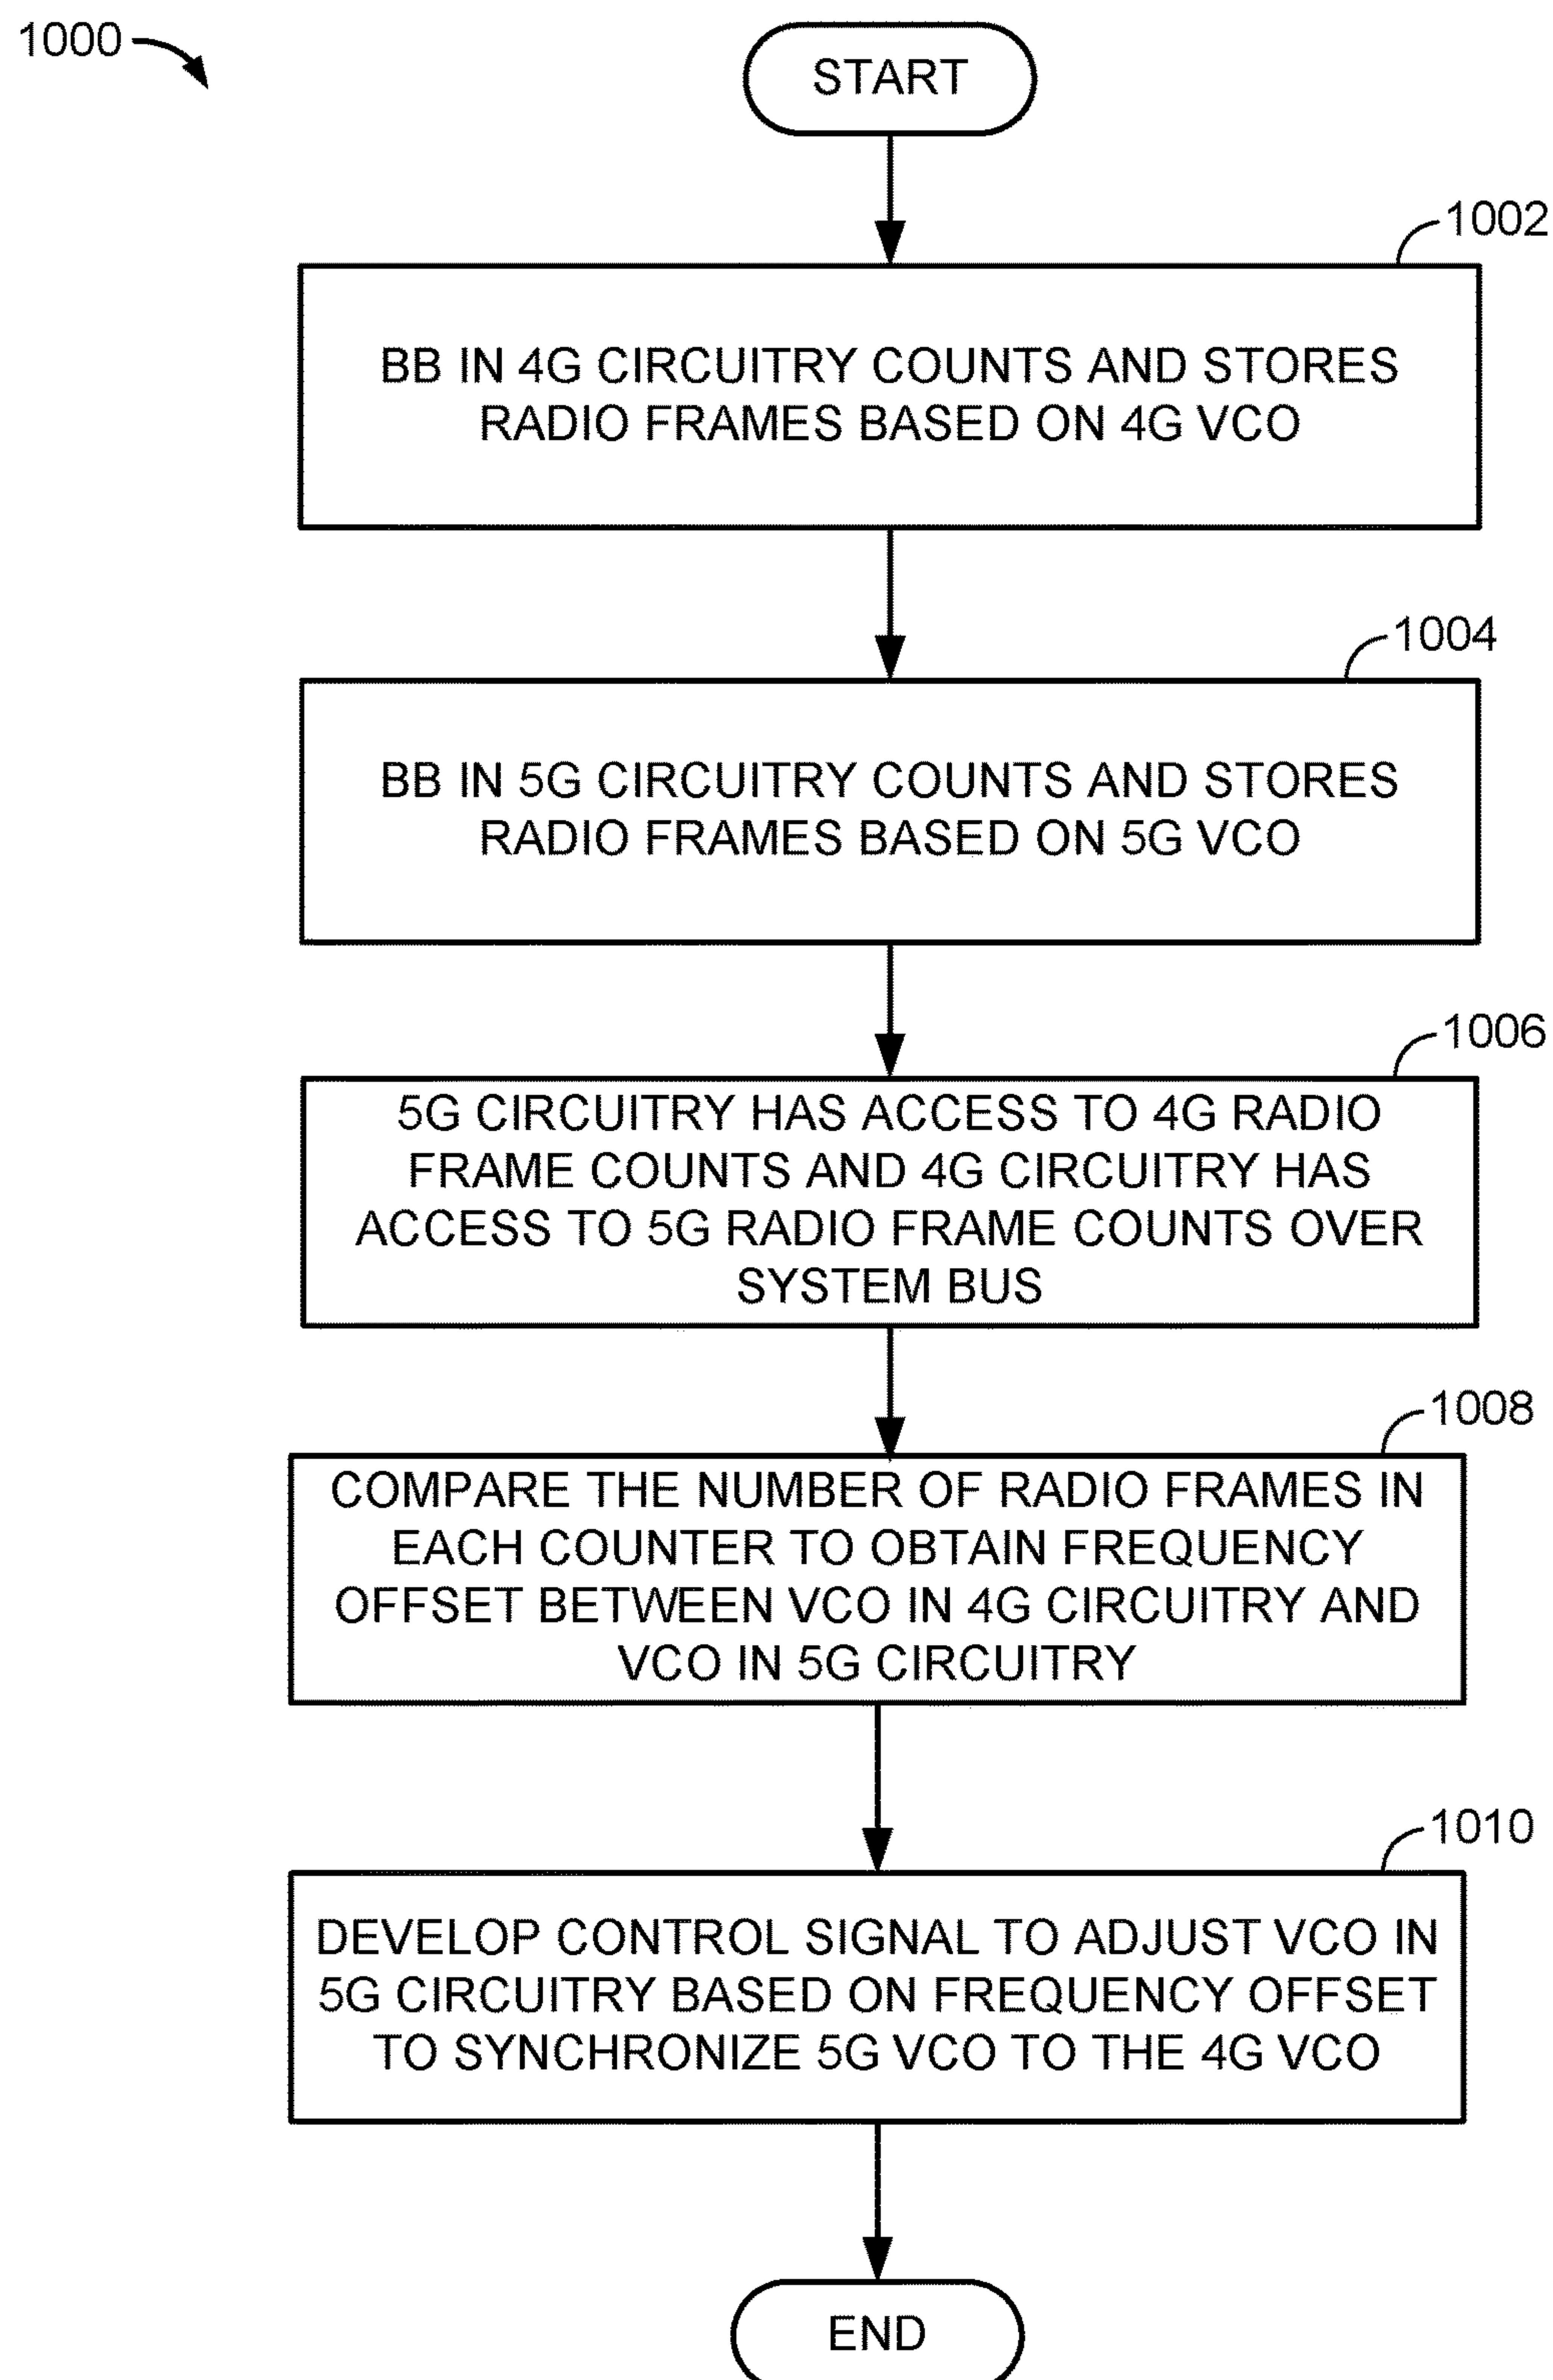 1000
START
1002
BB IN 4G CIRCUITRY COUNTS AND STORES
RADIO FRAMES BASED ON 4G VCO
1004
BB IN 5G CIRCUITRY COUNTS AND STORES
RADIO FRAMES BASED ON 5G VCO
1006
5G CIRCUITRY HAS ACCESS TO 4G RADIO
FRAME COUNTS AND 4G CIRCUITRY HAS
ACCESS TO 5G RADIO FRAME COUNTS OVER
SYSTEM BUS
1008
COMPARE THE NUMBER OF RADIO FRAMES IN
EACH COUNTER TO OBTAIN FREQUENCY
OFFSET BETWEEN VCO IN 4G CIRCUITRY AND
VCO IN 5G CIRCUITRY
1010
DEVELOP CONTROL SIGNAL TO ADJUST VCO IN
5G CIRCUITRY BASED ON FREQUENCY OFFSET
TO SYNCHRONIZE 5G VCO TO THE 4G VCO
END